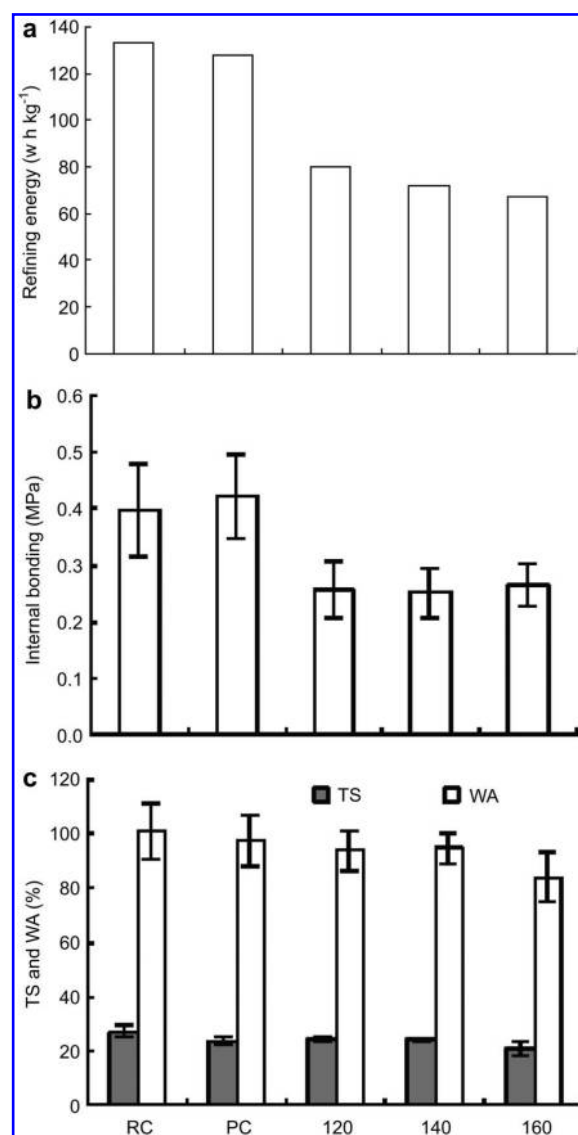 a
140
120
100
80
60
40
20
0
Refining energy (w h kg⁻¹)
b
0.6
0.5
0.4
0.3
0.2
0.1
0.0
Internal bonding (MPa)
c
120
100
80
60
40
20
0
TS and WA (%)
TS WA
RC PC 120 140 160